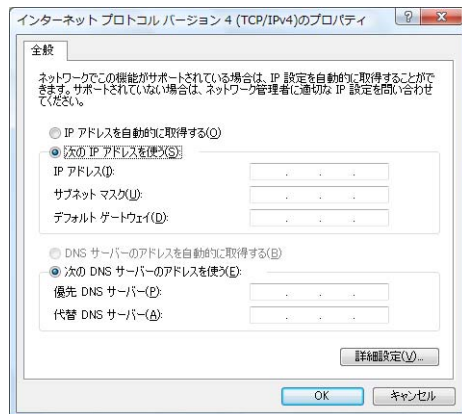 インターネット プロトコル バージョン 4 (TCP/IPv4)のプロパティ
全般
ネットワークでこの機能がサポートされている場合は、IP 設定を自動的に取得することがで
きます。サポートされていない場合は、ネットワーク管理者に適切な IP 設定を問い合わせ
てください。
IP アドレスを自動的に取得する(O)
次の IP アドレスを使う(S):
IP アドレス(I):
サブネット マスク(U):
デフォルト ゲートウェイ(D):
DNS サーバーのアドレスを自動的に取得する(B)
次の DNS サーバーのアドレスを使う(E):
優先 DNS サーバー(P):
代替 DNS サーバー(A):
詳細設定(V)...
OK
キャンセル